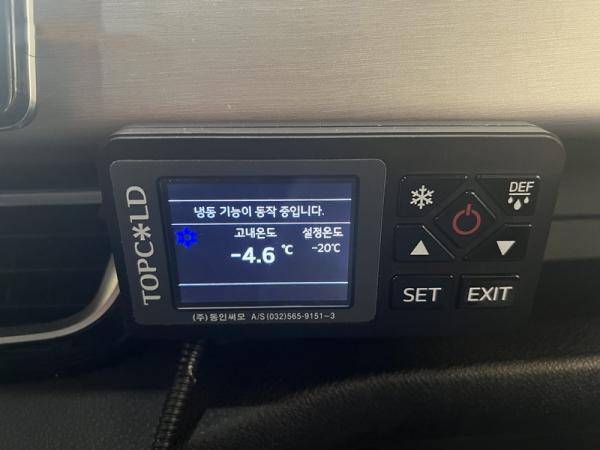 TOPC*LD
냉동 기능이 동작 중입니다.
고내온도 설정온도
-4.6 ℃ -20℃
(주)동인써모 A/S (032)565-9151~3
DEF
SET EXIT